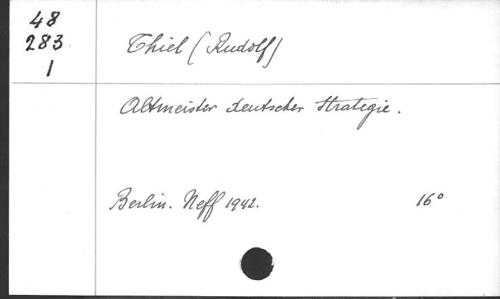 48
283
1
Thiel (Rudolf)
Altmeister deutscher Strategie.
Berlin. Neff 1942. 16°